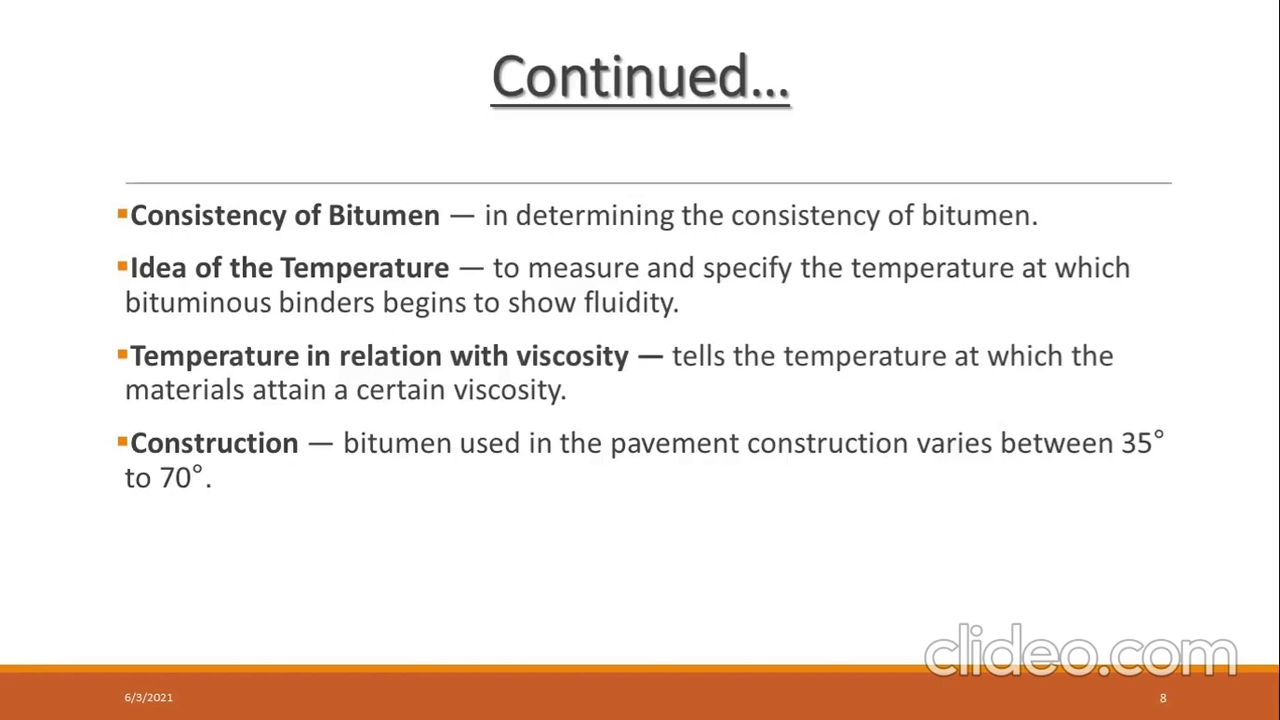 Continued...
▪Consistency of Bitumen — in determining the consistency of bitumen.
▪Idea of the Temperature — to measure and specify the temperature at which
bituminous binders begins to show fluidity.
▪Temperature in relation with viscosity — tells the temperature at which the
materials attain a certain viscosity.
▪Construction — bitumen used in the pavement construction varies between 35°
to 70°.
clideo.com
6/3/2021
8